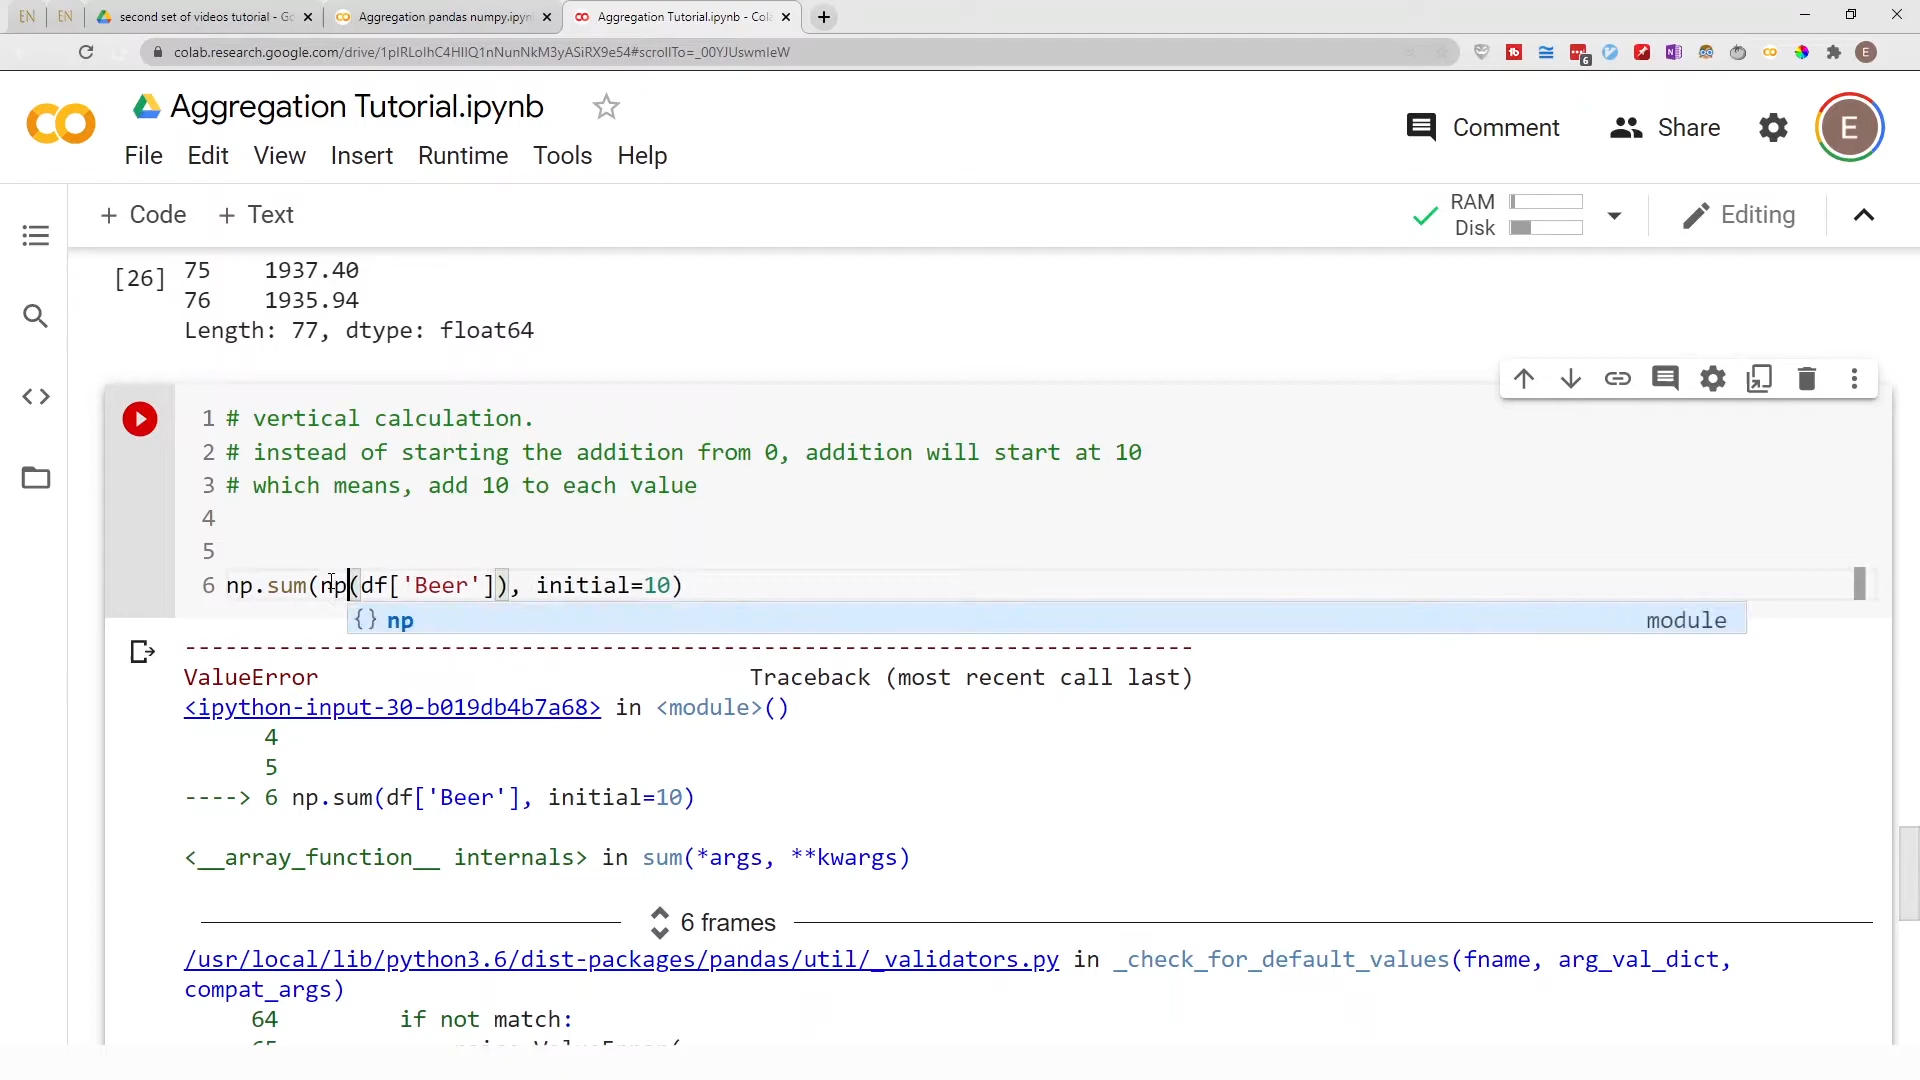 EN
EN
second set of videos tutorial - Go
Aggregation pandas numpy.ipyn
Aggregation Tutorial.ipynb - Col
colab.research.google.com/drive/1pIRLoIhC4HIlQ1nNunNkM3yASiRX9e54#scrollTo=_00YJUswmIeW
6
E
Aggregation Tutorial.ipynb
Comment
Share
E
File Edit View Insert Runtime Tools Help
+ Code + Text
RAM
Disk
Editing
[26]
75 1937.40
76 1935.94
Length: 77, dtype: float64
1 # vertical calculation.
2 # instead of starting the addition from 0, addition will start at 10
3 # which means, add 10 to each value
4
5
6 np.sum(np(df['Beer']), initial=10)
{} np module
---------------------------------------------------------------------------
ValueError Traceback (most recent call last)
<ipython-input-30-b019db4b7a68> in <module>()
4
5
----> 6 np.sum(df['Beer'], initial=10)
<__array_function__ internals> in sum(*args, **kwargs)
6 frames
/usr/local/lib/python3.6/dist-packages/pandas/util/_validators.py in _check_for_default_values(fname, arg_val_dict,
compat_args)
64 if not match: